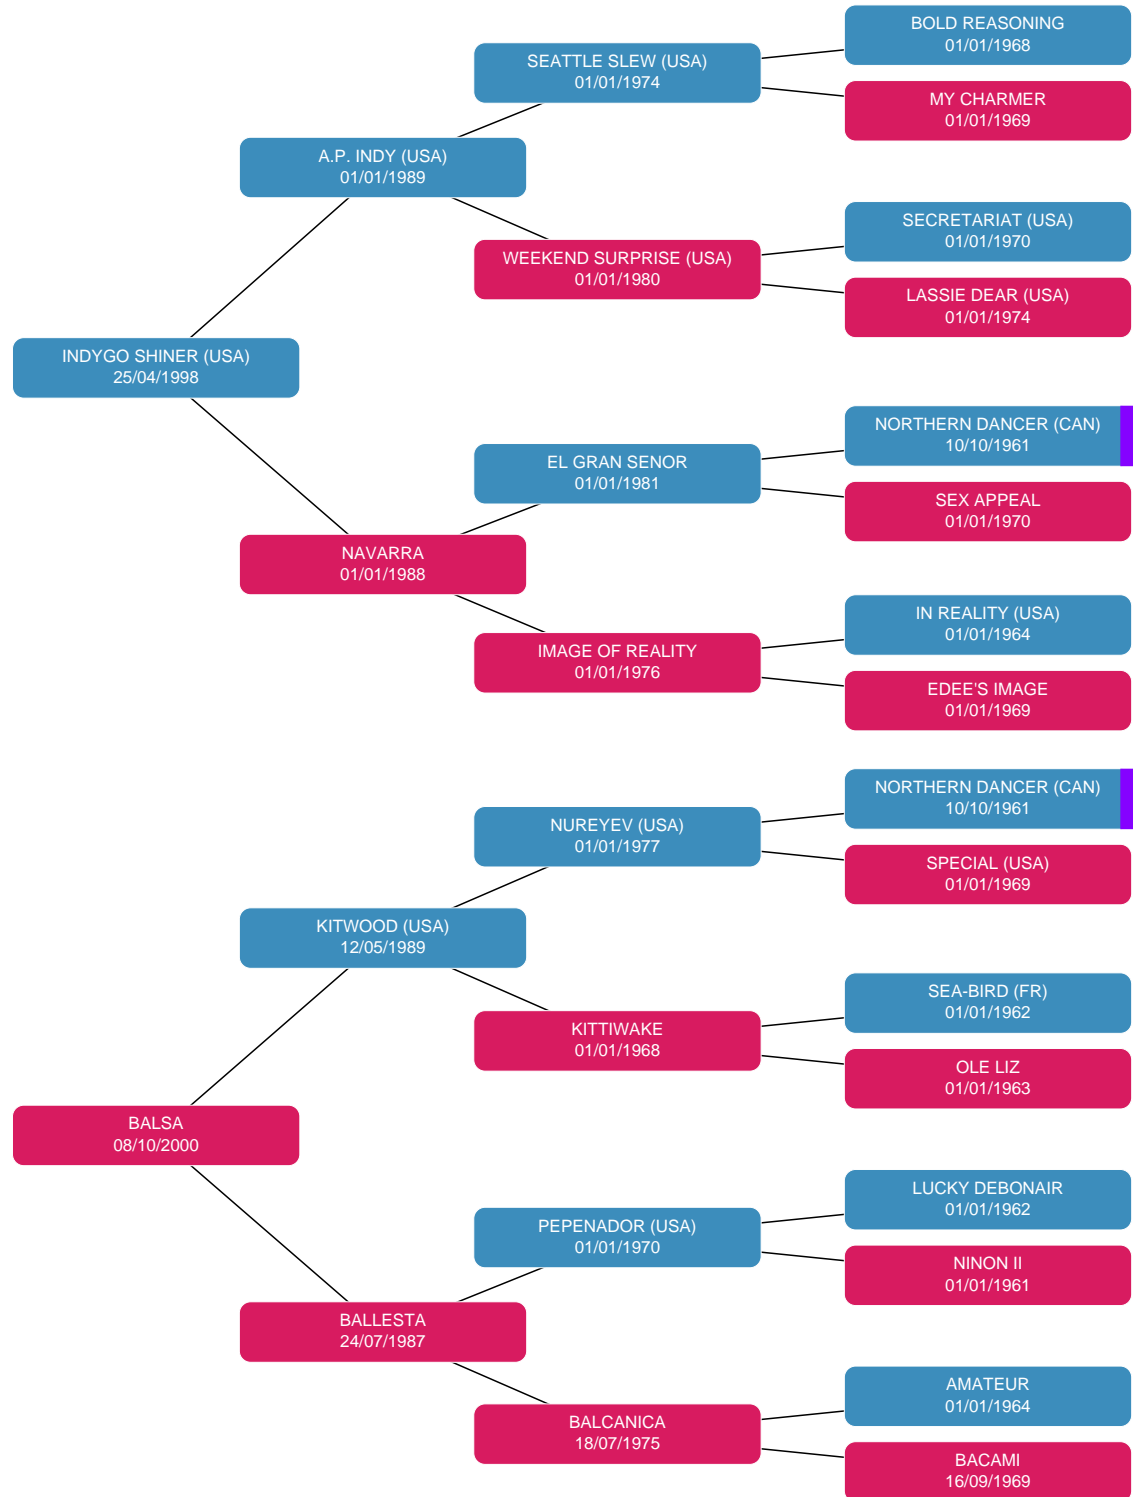 BOLD REASONING
01/01/1968
SEATTLE SLEW (USA)
01/01/1974
MY CHARMER
01/01/1969
A.P. INDY (USA)
01/01/1989
SECRETARIAT (USA)
01/01/1970
WEEKEND SURPRISE (USA)
01/01/1980
LASSIE DEAR (USA)
01/01/1974
INDYGO SHINER (USA)
25/04/1998
NORTHERN DANCER (CAN)
10/10/1961
EL GRAN SENOR
01/01/1981
SEX APPEAL
01/01/1970
NAVARRA
01/01/1988
IN REALITY (USA)
01/01/1964
IMAGE OF REALITY
01/01/1976
EDEE'S IMAGE
01/01/1969
NORTHERN DANCER (CAN)
10/10/1961
NUREYEV (USA)
01/01/1977
SPECIAL (USA)
01/01/1969
KITWOOD (USA)
12/05/1989
SEA-BIRD (FR)
01/01/1962
KITTIWAKE
01/01/1968
OLE LIZ
01/01/1963
BALSA
08/10/2000
LUCKY DEBONAIR
01/01/1962
PEPENADOR (USA)
01/01/1970
NINON II
01/01/1961
BALLESTA
24/07/1987
AMATEUR
01/01/1964
BALCANICA
18/07/1975
BACAMI
16/09/1969